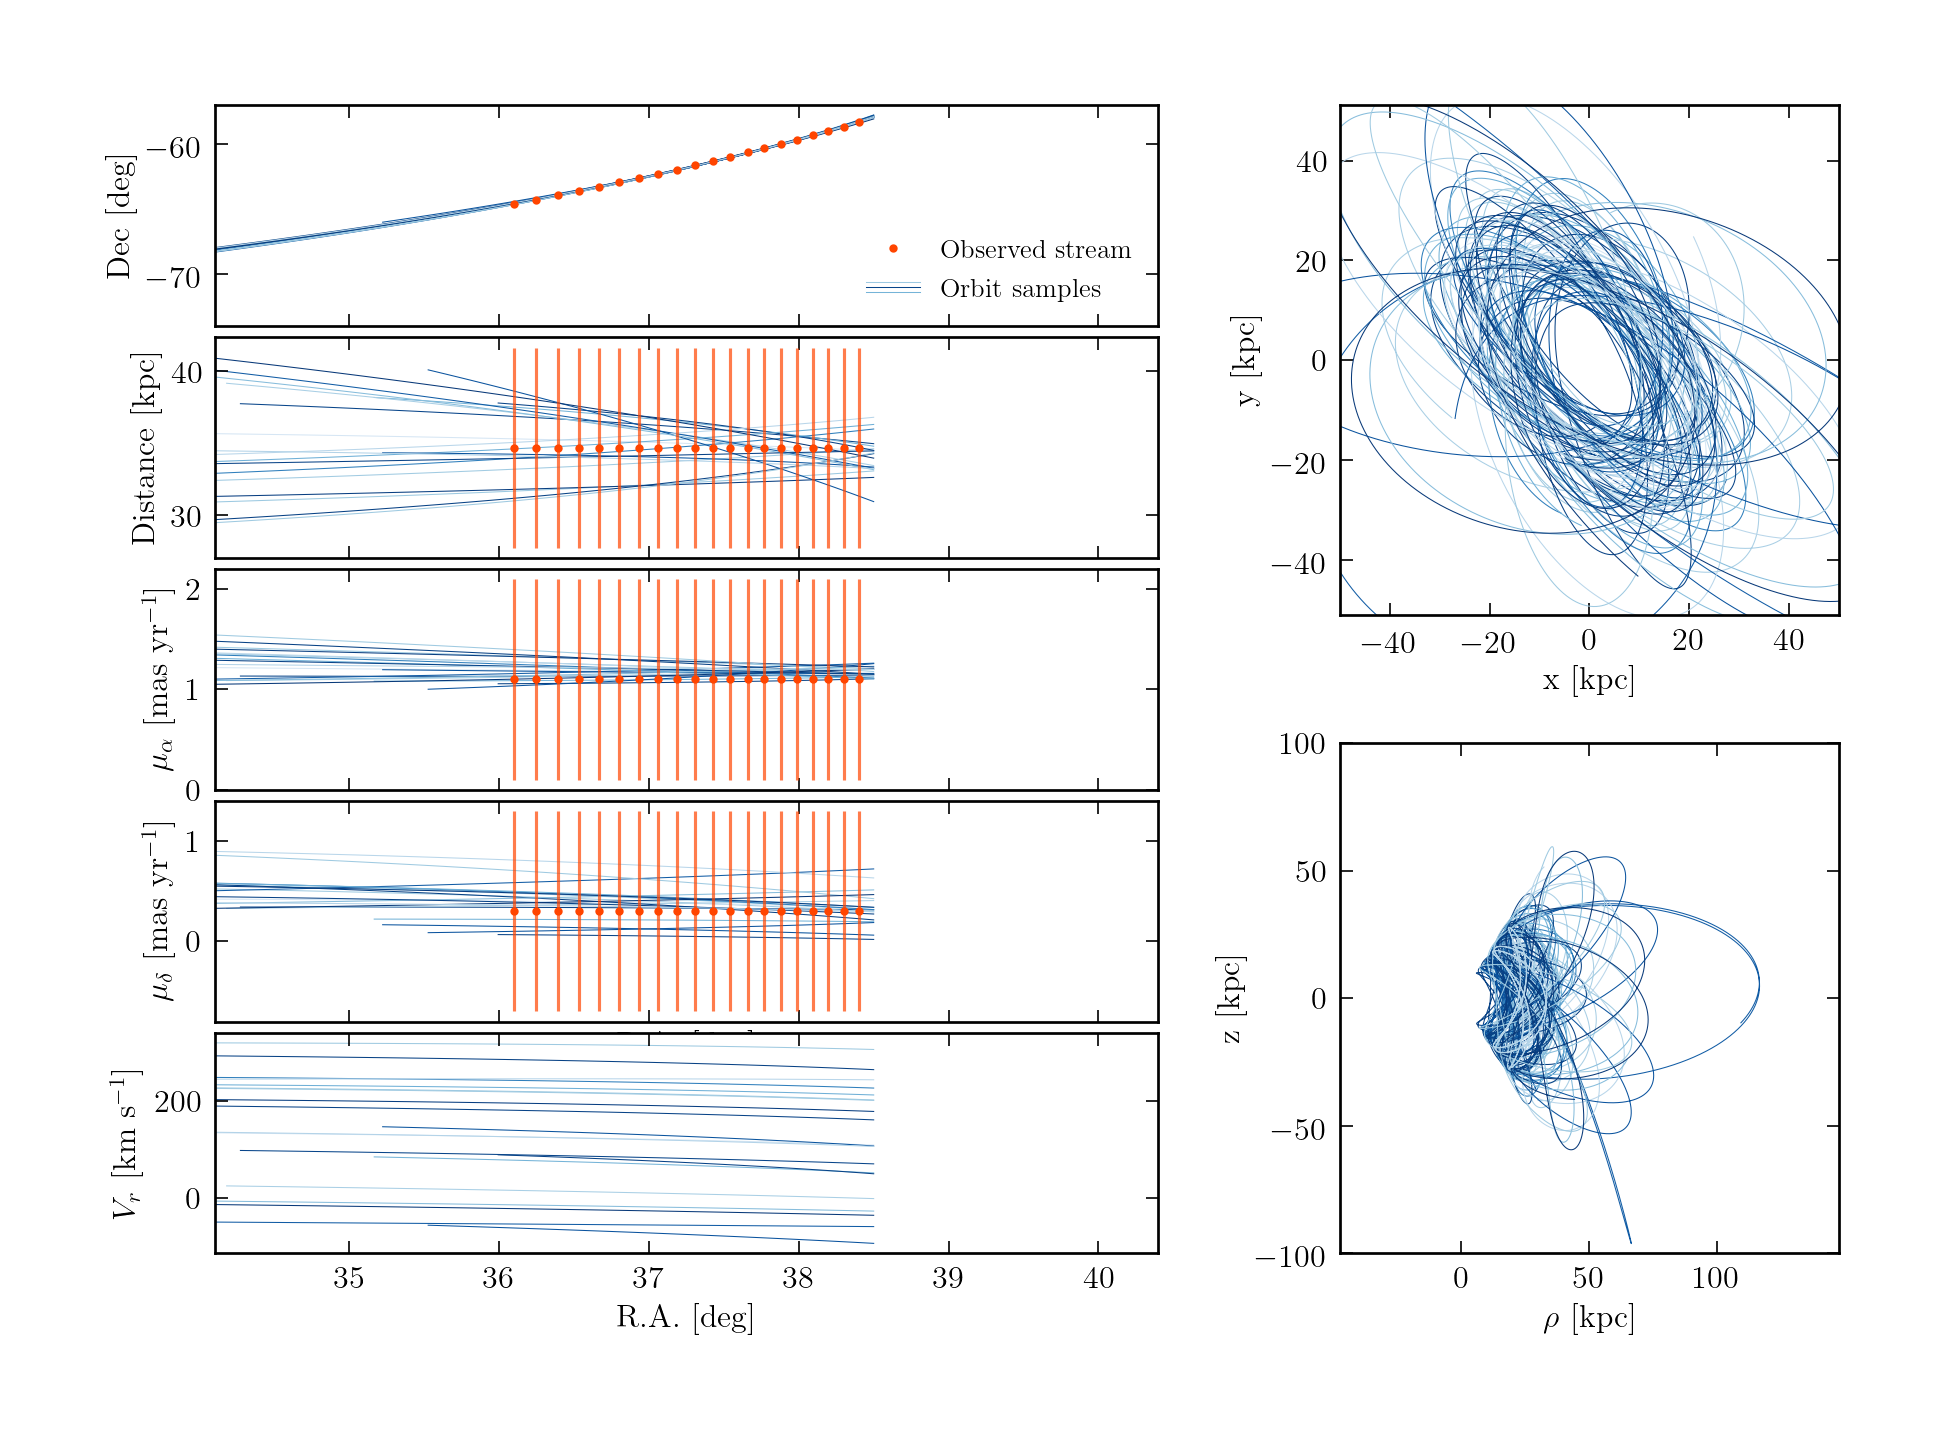 Dec [deg]
−60
−70
Observed stream
Orbit samples
Distance [kpc]
40
30
μα [mas yr−1]
2
1
0
μδ [mas yr−1]
1
0
Vr [km s−1]
200
0
35 36 37 38 39 40
R.A. [deg]
y [kpc]
40
20
0
−20
−40
−40 −20 0 20 40
x [kpc]
z [kpc]
100
50
0
−50
−100
0 50 100
ρ [kpc]